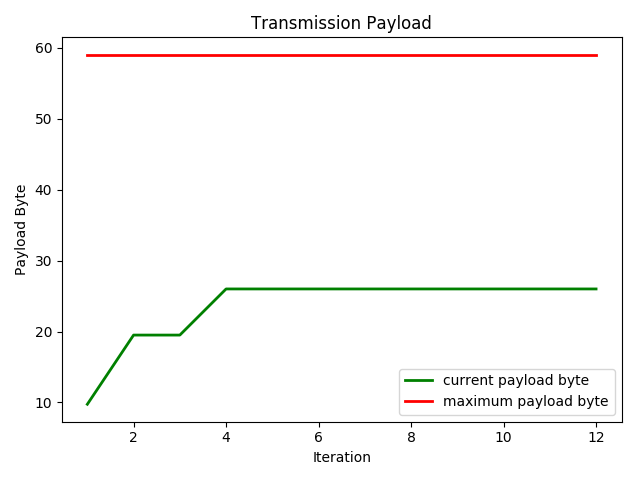 Transmission Payload
60
50
40
30
20
10
Payload Byte
current payload byte
maximum payload byte
2 4 6 8 10 12
Iteration